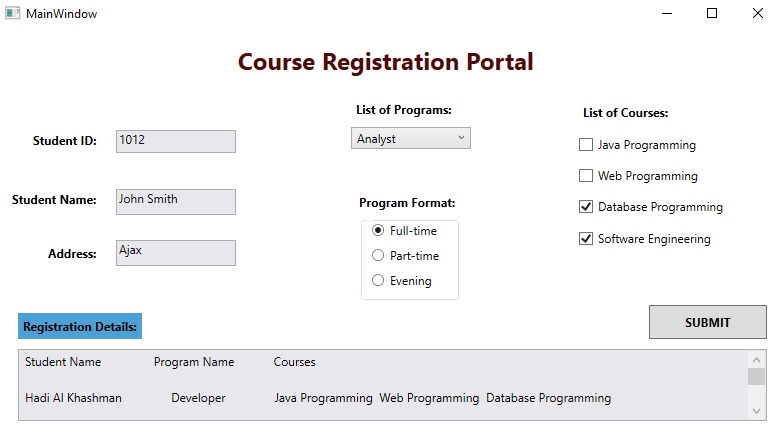 MainWindow
Course Registration Portal
Student ID:
1012
Student Name:
John Smith
Address:
Ajax
List of Programs:
Analyst
Program Format:
Full-time
Part-time
Evening
List of Courses:
Java Programming
Web Programming
Database Programming
Software Engineering
SUBMIT
Registration Details:
Student Name Program Name Courses
Hadi Al Khashman Developer Java Programming Web Programming Database Programming